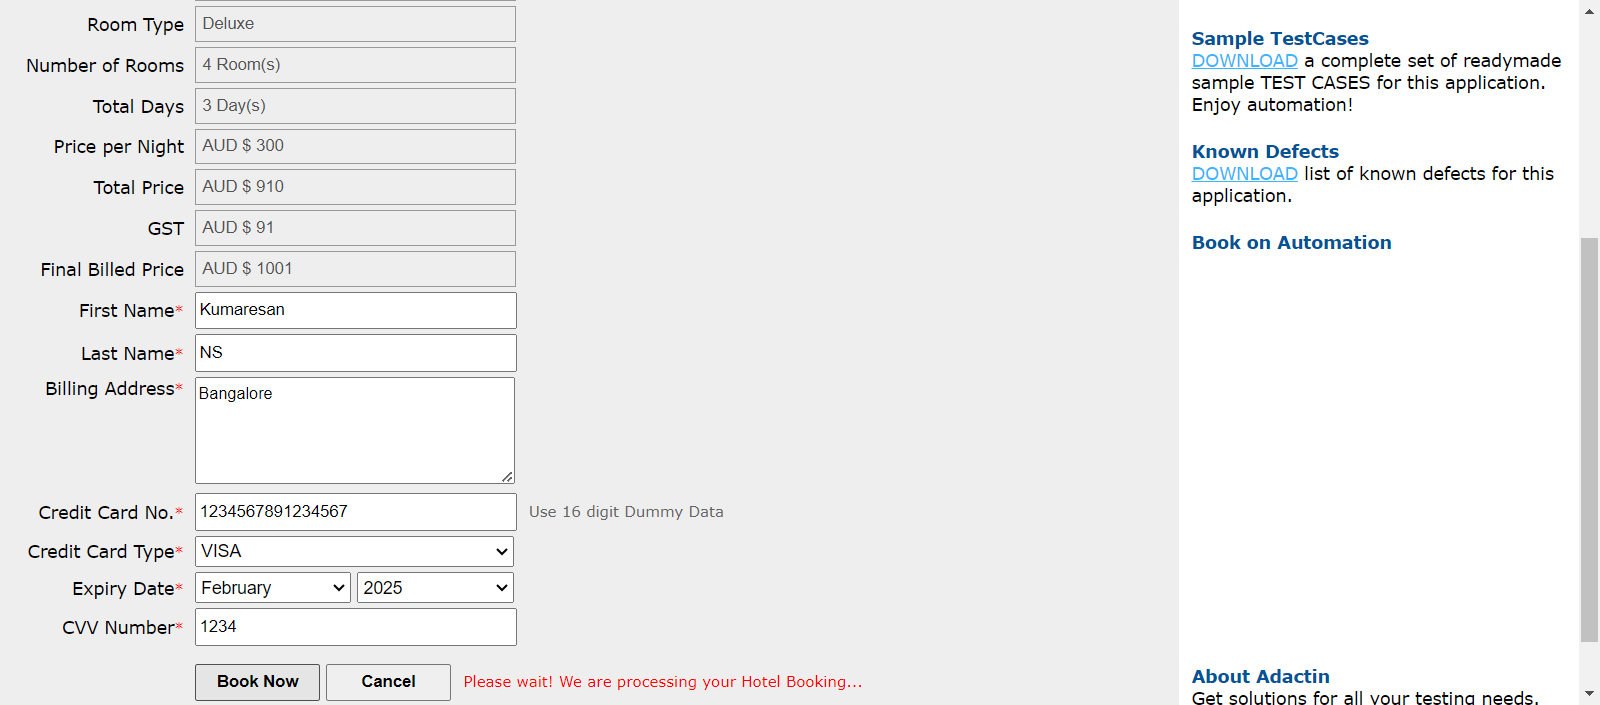 Room Type Deluxe
Number of Rooms 4 Room(s)
Total Days 3 Day(s)
Price per Night AUD $ 300
Total Price AUD $ 910
GST AUD $ 91
Final Billed Price AUD $ 1001
First Name* Kumaresan
Last Name* NS
Billing Address* Bangalore
Credit Card No.* 1234567891234567 Use 16 digit Dummy Data
Credit Card Type* VISA
Expiry Date* February 2025
CVV Number* 1234
Book Now Cancel Please wait! We are processing your Hotel Booking...
Sample TestCases
DOWNLOAD a complete set of readymade
sample TEST CASES for this application.
Enjoy automation!
Known Defects
DOWNLOAD list of known defects for this
application.
Book on Automation
About Adactin
Get solutions for all your testing needs.